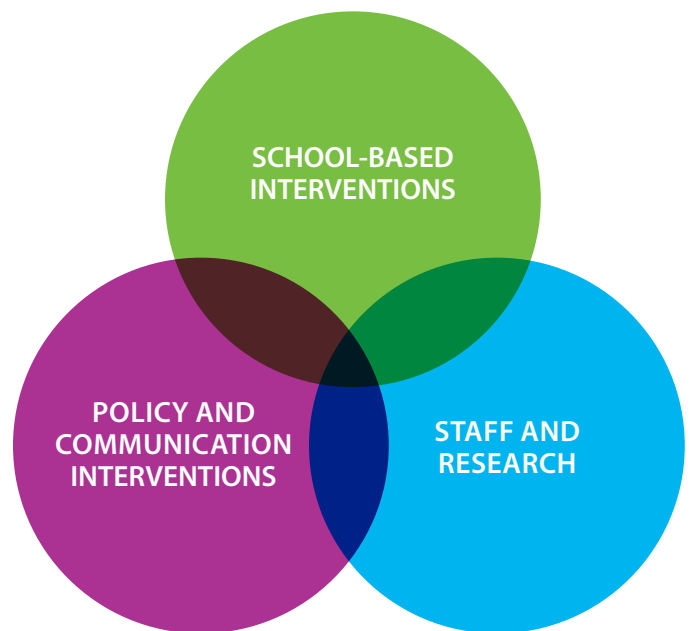 SCHOOL-BASED
INTERVENTIONS
POLICY AND
COMMUNICATION
INTERVENTIONS
STAFF AND
RESEARCH